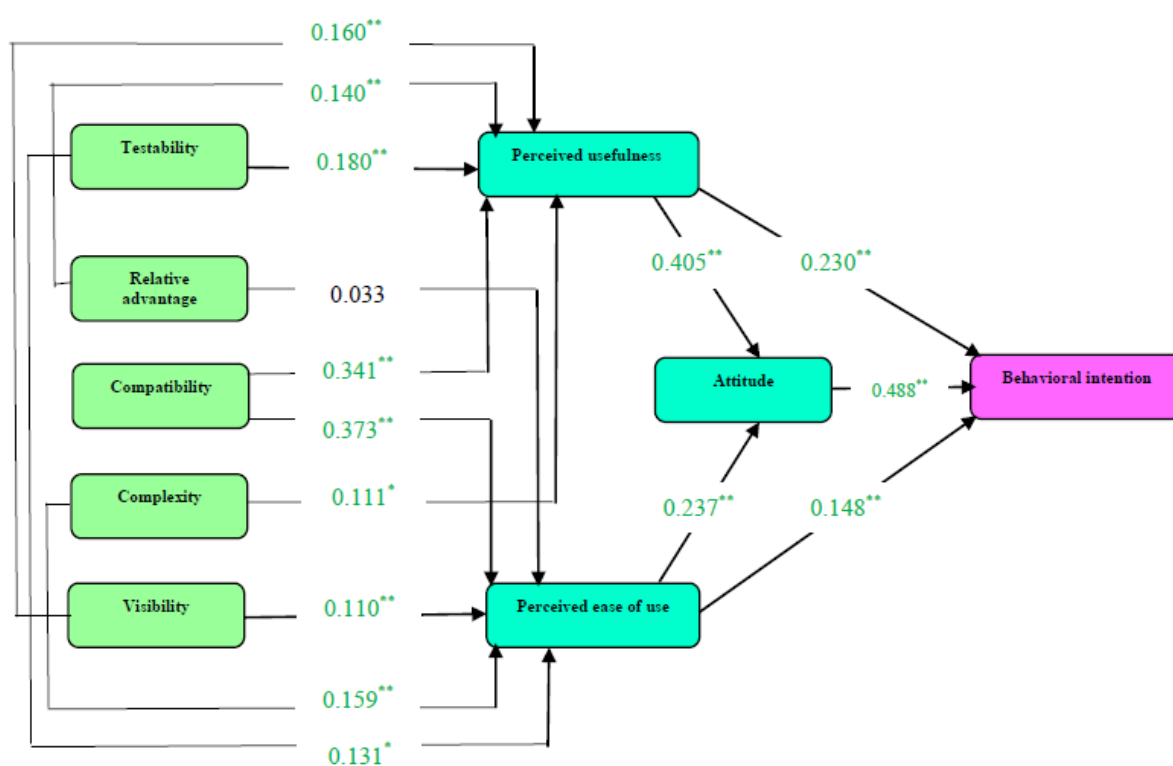 0.160**
0.140**
Testability
0.180**
Perceived usefulness
0.405**
0.230**
Relative
advantage
0.033
0.341**
Compatibility
0.373**
Attitude
0.488**
Behavioral intention
Complexity
0.111*
0.237**
0.148**
Visibility
0.110**
Perceived ease of use
0.159**
0.131*